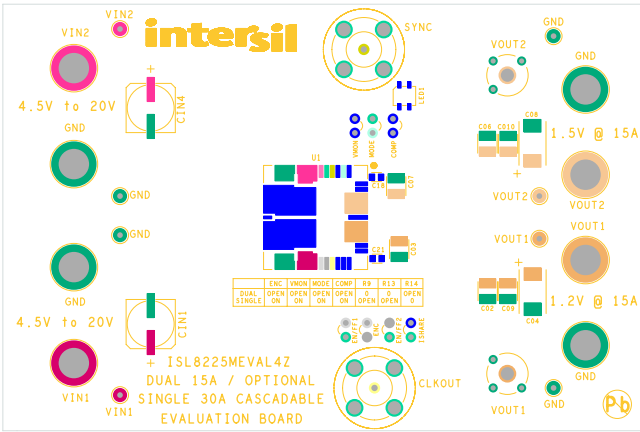 VIN2
VIN2
intersil
SYNC
GND
VOUT2
GND
4.5V to 20V
CIN4
LED1
GND
VMON
MODE
COMP
C06
CO10
C08
1.5V @ 15A
U1
C18
C07
GND
VOUT2
VOUT2
GND
VOUT1
VOUT1
C21
C03
GND
4.5V to 20V
CIN1
ENC VMON MODE COMP R9 R13 R14
DUAL OPEN OPEN OPEN OPEN 0 0 OPEN
SINGLE ON ON ON ON OPEN OPEN 0
C02
C09
C04
1.2V @ 15A
EN/FF1
ENC
EN/FF2
ISHARE
GND
VIN1
VIN1
ISL8225MEVAL4Z
DUAL 15A / OPTIONAL
SINGLE 30A CASCADABLE
EVALUATION BOARD
CLKOUT
VOUT1
GND
Pb